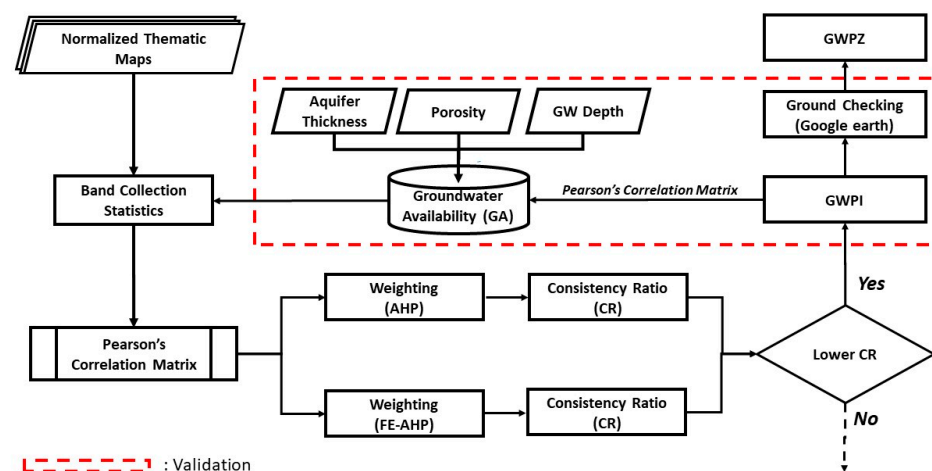 Normalized Thematic
Maps
GWPZ
Aquifer
Thickness
Porosity
GW Depth
Ground Checking
(Google earth)
Band Collection
Statistics
Groundwater
Availability (GA)
Pearson's Correlation Matrix
GWPI
Weighting
(AHP)
Consistency Ratio
(CR)
Yes
Pearson's
Correlation Matrix
Lower CR
Weighting
(FE-AHP)
Consistency Ratio
(CR)
No
: Validation